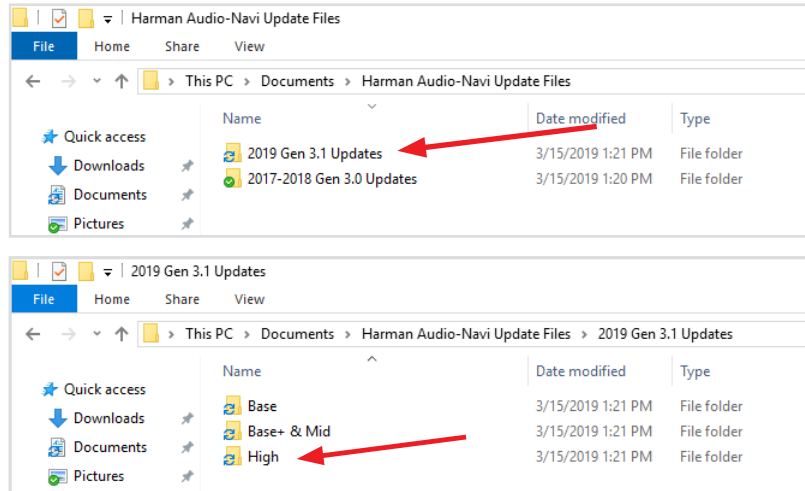 Harman Audio-Navi Update Files
File Home Share View
This PC > Documents > Harman Audio-Navi Update Files
Name Date modified Type
Quick access
2019 Gen 3.1 Updates 3/15/2019 1:21 PM File folder
Downloads
2017-2018 Gen 3.0 Updates 3/15/2019 1:20 PM File folder
Documents
Pictures
2019 Gen 3.1 Updates
File Home Share View
This PC > Documents > Harman Audio-Navi Update Files > 2019 Gen 3.1 Updates
Name Date modified Type
Quick access
Base 3/15/2019 1:21 PM File folder
Downloads
Base+ & Mid 3/15/2019 1:21 PM File folder
Documents
High 3/15/2019 1:21 PM File folder
Pictures